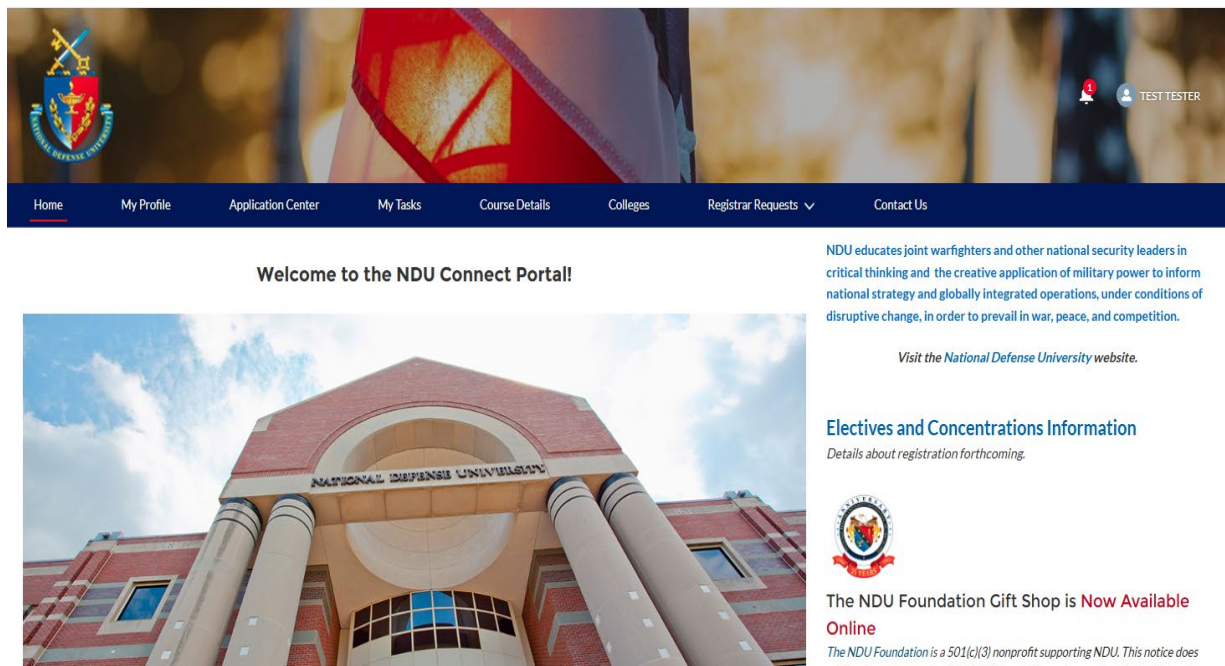 NATIONAL DEFENSE UNIVERSITY
1
TEST TESTER
Home
My Profile
Application Center
My Tasks
Course Details
Colleges
Registrar Requests
Contact Us
Welcome to the NDU Connect Portal!
NATIONAL DEFENSE UNIVERSITY
NDU educates joint warfighters and other national security leaders in
critical thinking and the creative application of military power to inform
national strategy and globally integrated operations, under conditions of
disruptive change, in order to prevail in war, peace, and competition.
Visit the National Defense University website.
Electives and Concentrations Information
Details about registration forthcoming.
ANNIVERSARY
YEARS
The NDU Foundation Gift Shop is Now Available
Online
The NDU Foundation is a 501(c)(3) nonprofit supporting NDU. This notice does